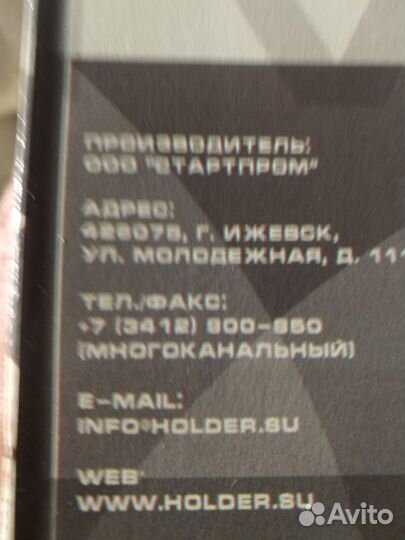 ПРОИЗВОДИТЕЛЬ:
ООО "СТАРТПРОМ"
АДРЕС:
426075, Г. ИЖЕВСК,
УЛ. МОЛОДЕЖНАЯ, Д. 111
ТЕЛ./ФАКС:
+7 (3412) 900-650
(МНОГОКАНАЛЬНЫЙ)
E-MAIL:
INFO@HOLDER.SU
WEB:
WWW.HOLDER.SU
Avito